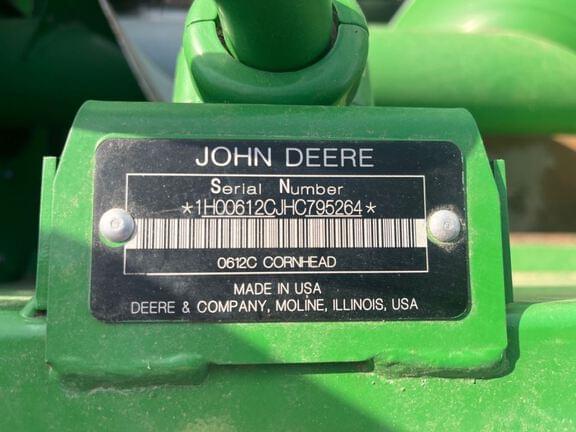 JOHN DEERE
Serial Number
*1H00612CJHC795264*
0612C CORNHEAD
MADE IN USA
DEERE & COMPANY, MOLINE, ILLINOIS, USA